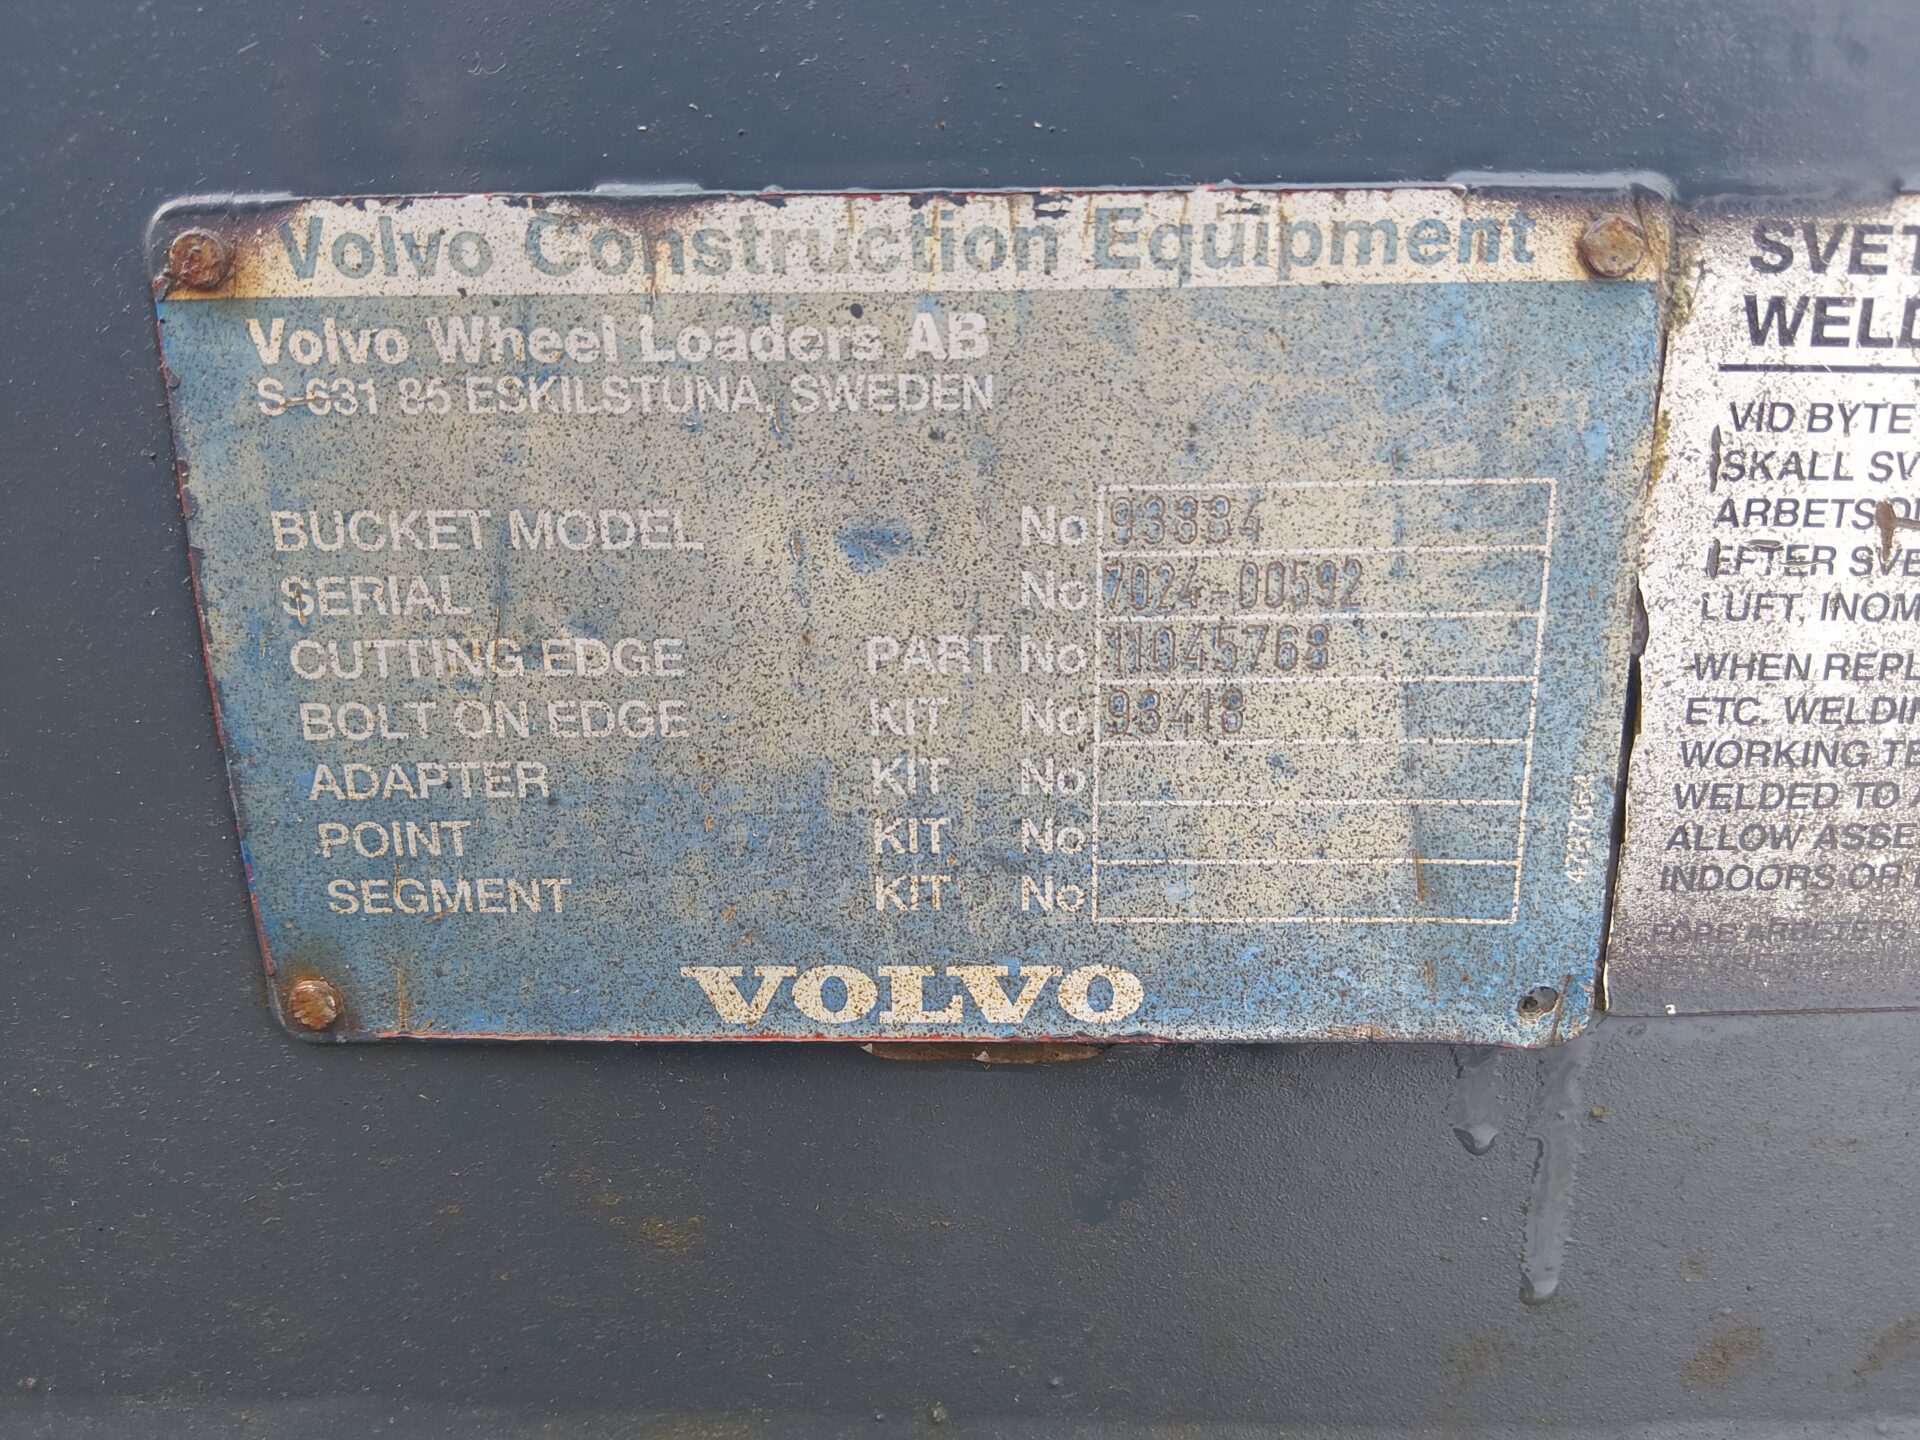 Volvo Construction Equipment
Volvo Wheel Loaders AB
S-631 85 ESKILSTUNA, SWEDEN
BUCKET MODEL No 93884
SERIAL No 7024-00592
CUTTING EDGE PART No 11045768
BOLT ON EDGE KIT No 93418
ADAPTER KIT No
POINT KIT No
SEGMENT KIT No
VOLVO
SVET
WELD
VID BYTE
SKALL SV
ARBETSO
EFTER SVE
LUFT, INOM
WHEN REPL
ETC. WELDIN
WORKING TE
WELDED TO A
ALLOW ASSE
INDOORS OR